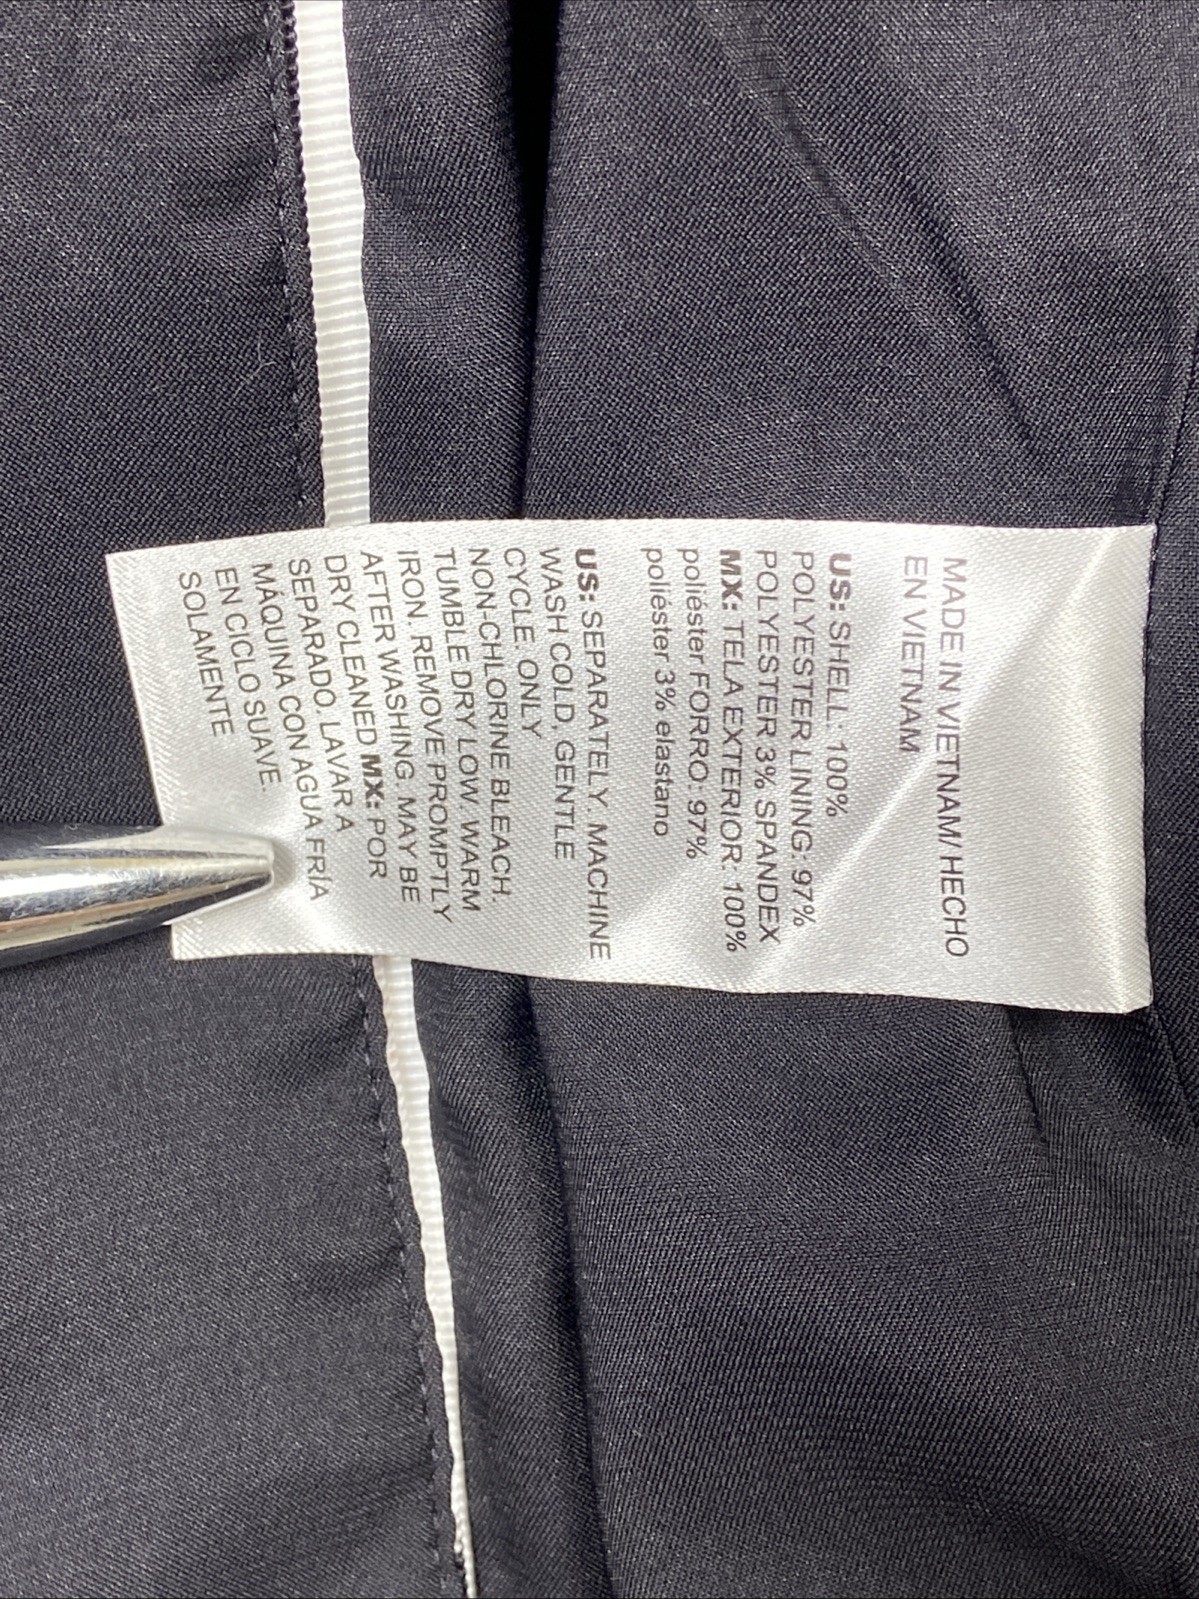 MADE IN VIETNAM/ HECHO
EN VIETNAM
US: SHELL: 100%
POLYESTER LINING: 97%
POLYESTER 3% SPANDEX
MX: TELA EXTERIOR: 100%
poliéster FORRO: 97%
poliéster 3% elastano
US: SEPARATELY. MACHINE
WASH COLD, GENTLE
CYCLE. ONLY
NON-CHLORINE BLEACH.
TUMBLE DRY LOW. WARM
IRON. REMOVE PROMPTLY
AFTER WASHING. MAY BE
DRY CLEANED MX: POR
SEPARADO. LAVAR A
MÁQUINA CON AGUA FRÍA
EN CICLO SUAVE.
SOLAMENTE